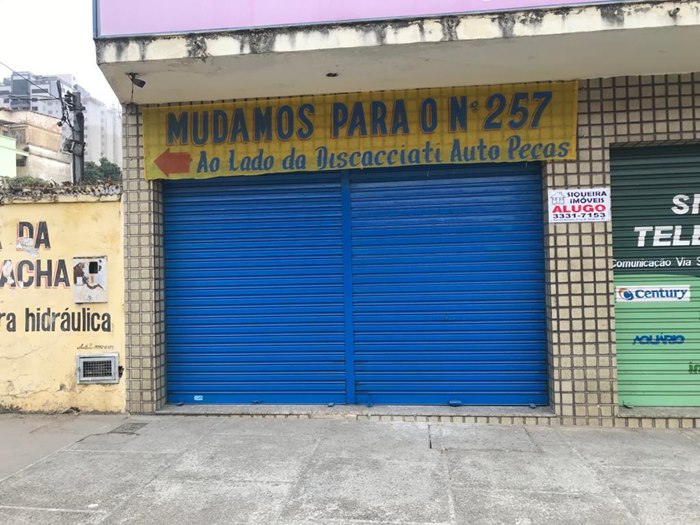 MUDAMOS PARA O Nº 257
Ao Lado da Discacciati Auto Peças
SIQUEIRA
IMÓVEIS
ALUGO
3331-7153
DA
ACHA
hidráulica
TELE
Comunicação Via
Century
AQUÁRIO